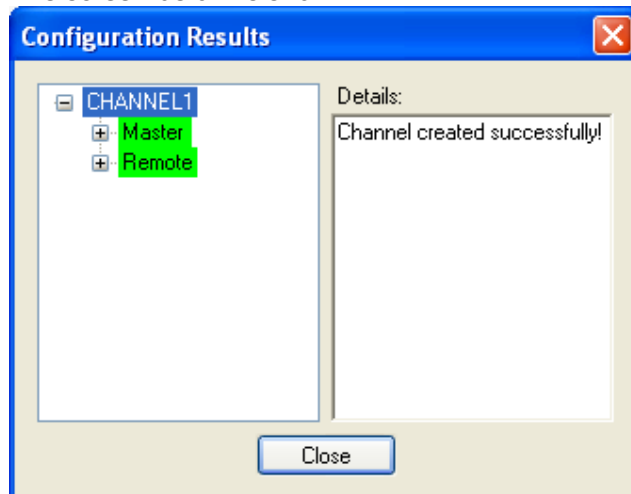 Configuration Results
CHANNEL1
Master
Remote
Details:
Channel created successfully!
Close